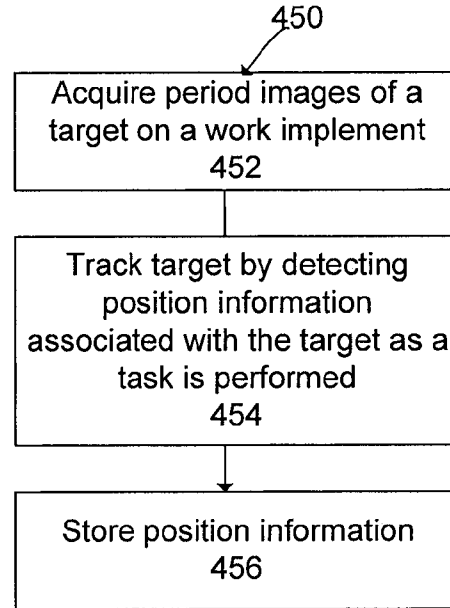 450
Acquire period images of a
target on a work implement
452
Track target by detecting
position information
associated with the target as a
task is performed
454
Store position information
456